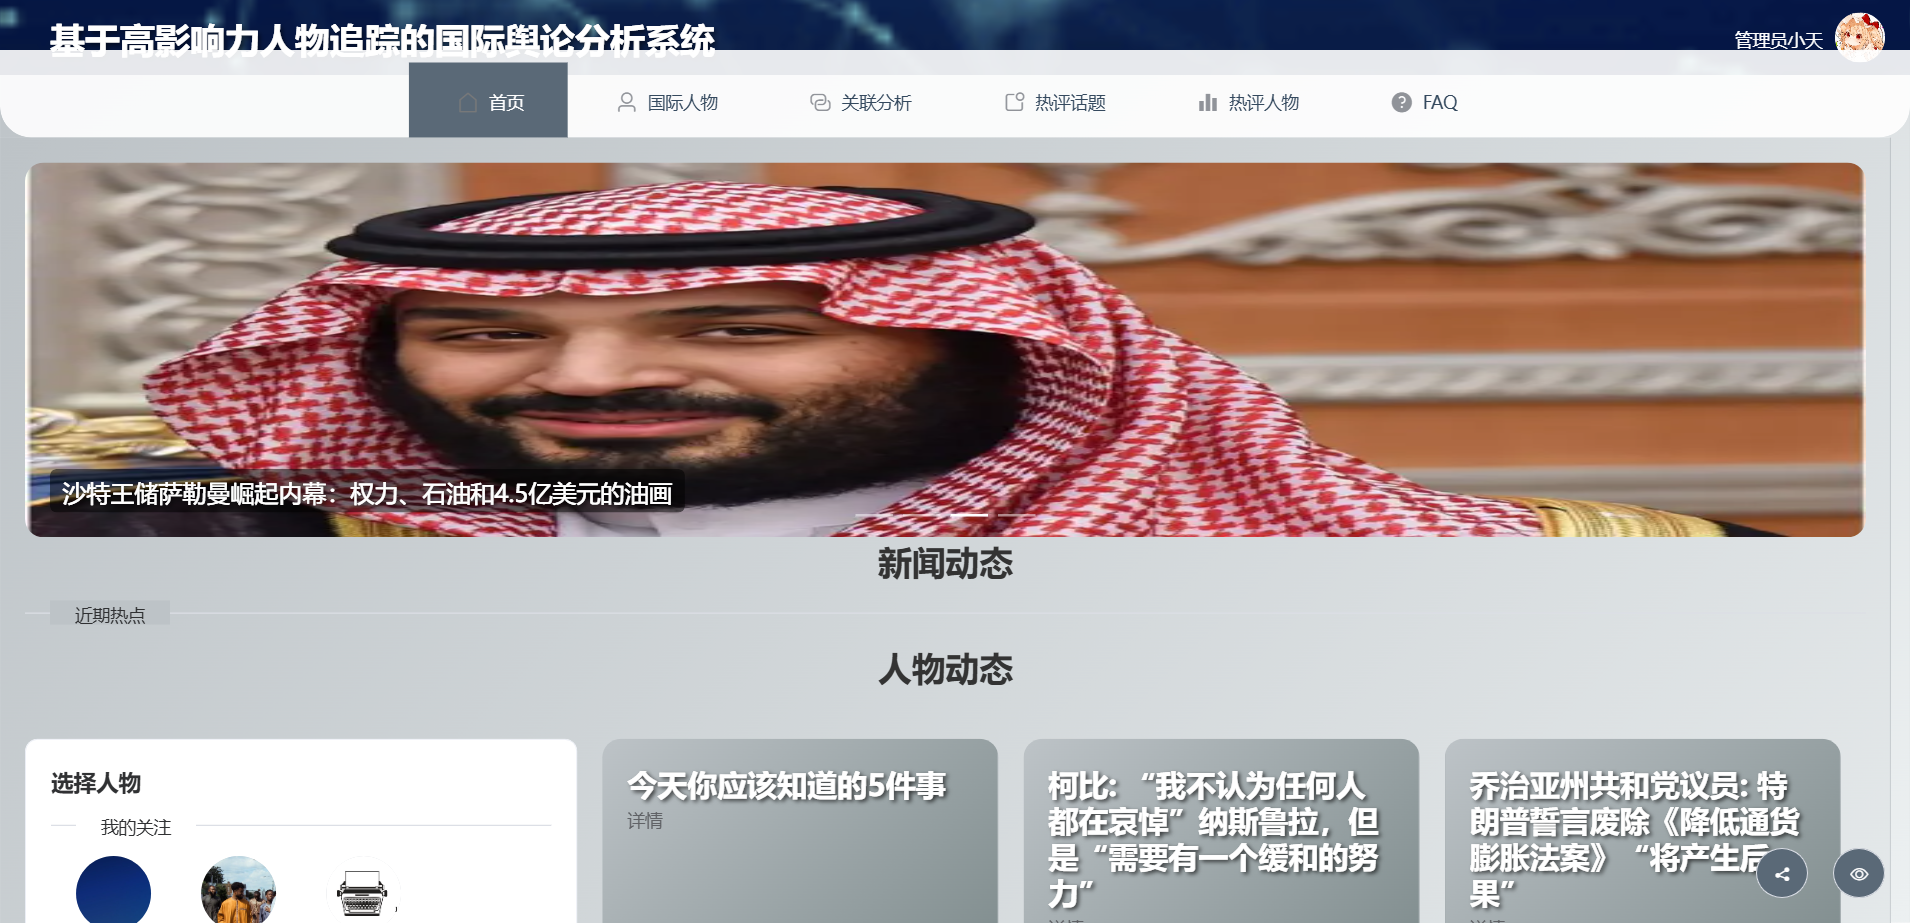 基于高影响力人物追踪的国际舆论分析系统
管理员小天
首页
国际人物
关联分析
热评话题
热评人物
FAQ
沙特王储萨勒曼崛起内幕：权力、石油和4.5亿美元的油画
新闻动态
近期热点
人物动态
选择人物
我的关注
今天你应该知道的5件事
详情
柯比: “我不认为任何人
都在哀悼”纳斯鲁拉，但
是“需要有一个缓和的努
力”
详情
乔治亚州共和党议员: 特
朗普誓言废除《降低通货
膨胀法案》 “将产生后
果”
详情